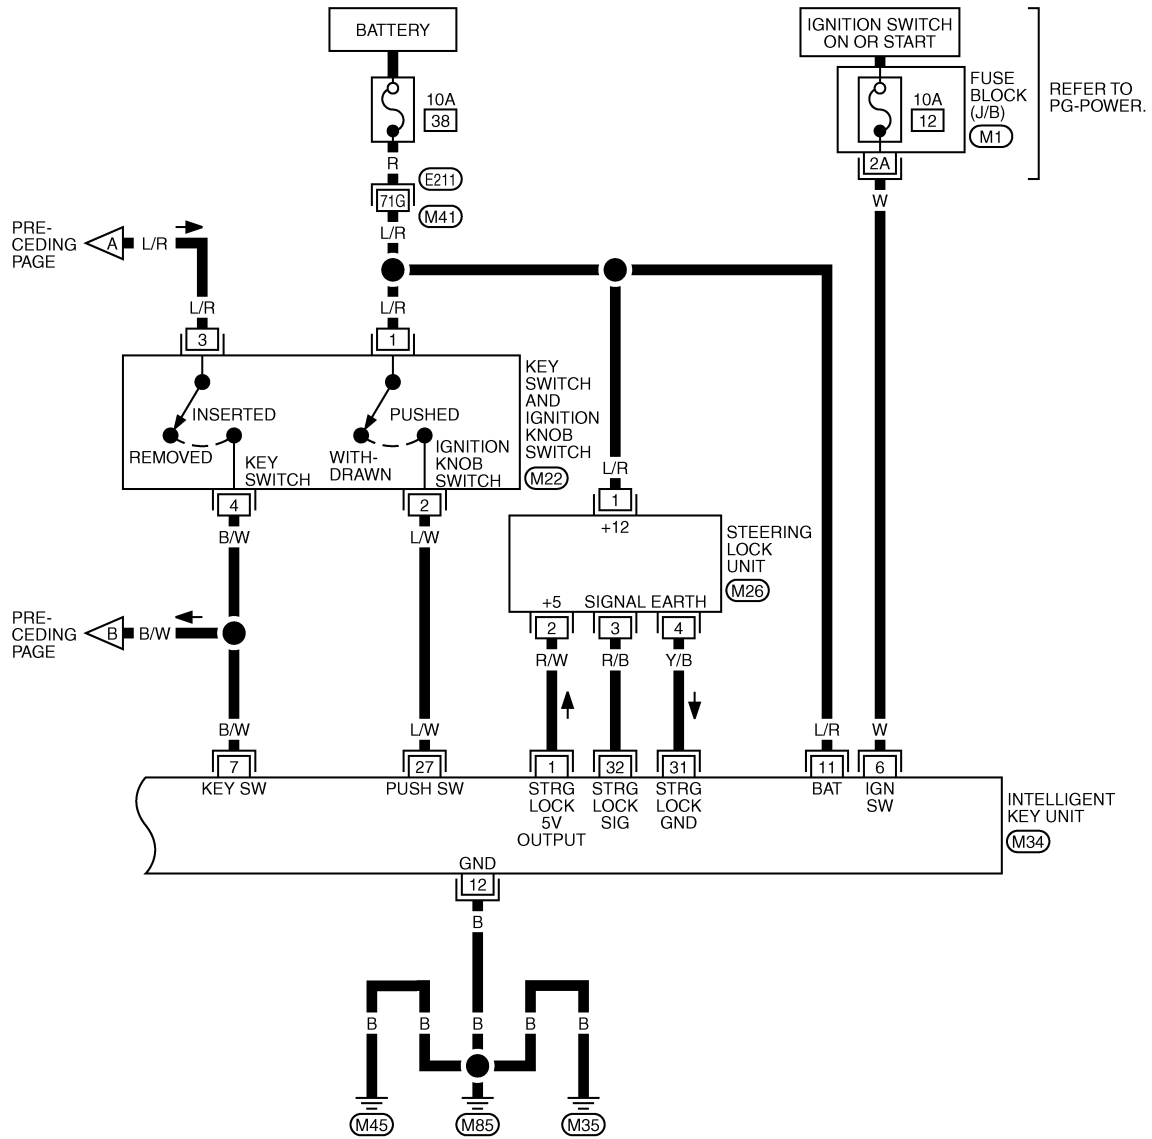 BATTERY
10A
38
R
E211
71G
M41
L/R
IGNITION SWITCH
ON OR START
FUSE
BLOCK
(J/B)
M1
10A
12
2A
W
REFER TO
PG-POWER.
PRE-
CEDING
PAGE
A
L/R
L/R
3
L/R
1
INSERTED
REMOVED
KEY
SWITCH
PUSHED
WITH-
DRAWN
IGNITION
KNOB
SWITCH
KEY
SWITCH
AND
IGNITION
KNOB
SWITCH
M22
4
B/W
2
L/W
L/R
1
+12
STEERING
LOCK
UNIT
M26
+5
SIGNAL
EARTH
2
3
4
R/W
R/B
Y/B
PRE-
CEDING
PAGE
B
B/W
B/W
L/W
L/R
W
7
27
1
32
31
11
6
KEY SW
PUSH SW
STRG
LOCK
5V
OUTPUT
STRG
LOCK
SIG
STRG
LOCK
GND
BAT
IGN
SW
INTELLIGENT
KEY UNIT
M34
GND
12
B
B
B
B
B
B
M45
M85
M35